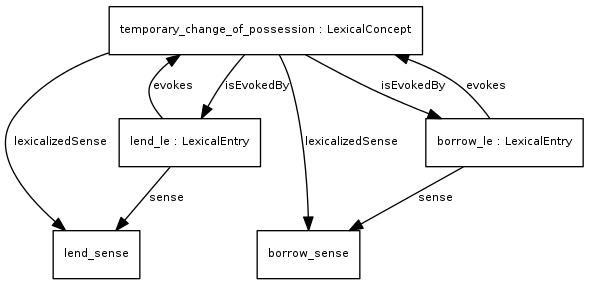 temporary_change_of_possession : LexicalConcept
evokes
isEvokedBy
isEvokedBy
evokes
lexicalizedSense
lend_le : LexicalEntry
lexicalizedSense
borrow_le : LexicalEntry
sense
sense
lend_sense
borrow_sense